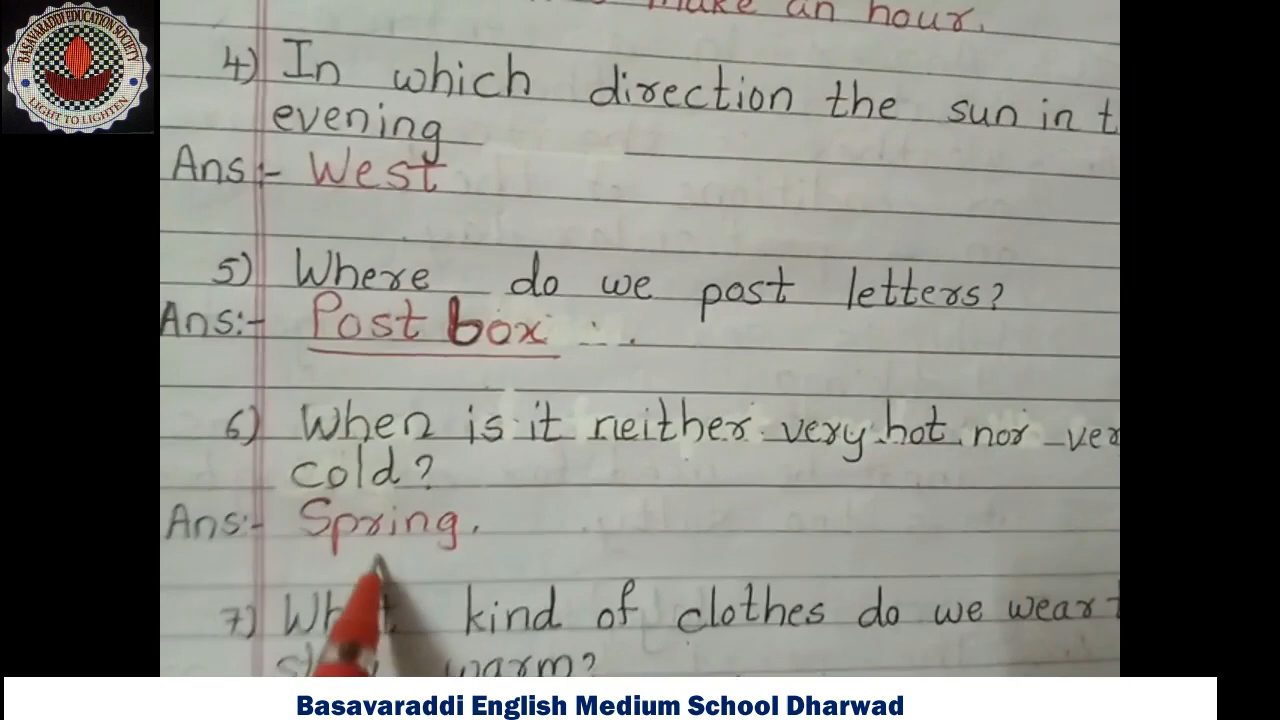 BASAVARADDI EDUCATION SOCIETY
LIGHT TO LIGHTEN
make an hour.
4) In which direction the sun in t
evening
Ans:- West
5) Where do we post letters?
Ans:- Post box
6) When is it neither very hot nor ver
cold?
Ans:- Spring.
7) What kind of clothes do we wear t
warm?
Basavaraddi English Medium School Dharwad